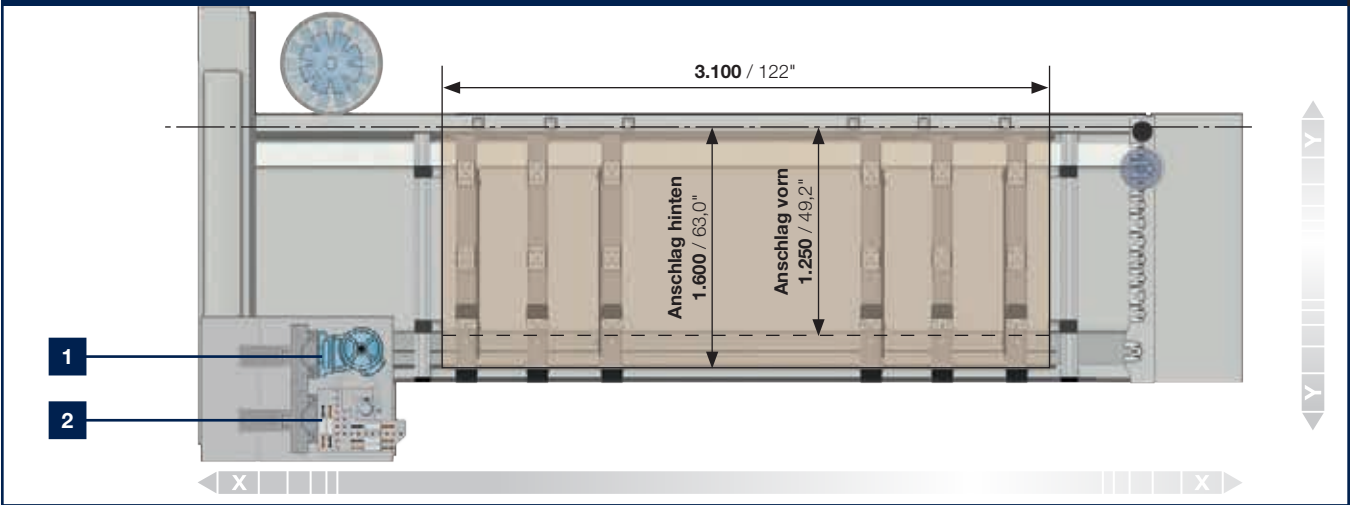 3.100 / 122"
Anschlag hinten
1.600 / 63,0"
Anschlag vorn
1.250 / 49,2"
Y
Y
1
2
X
X